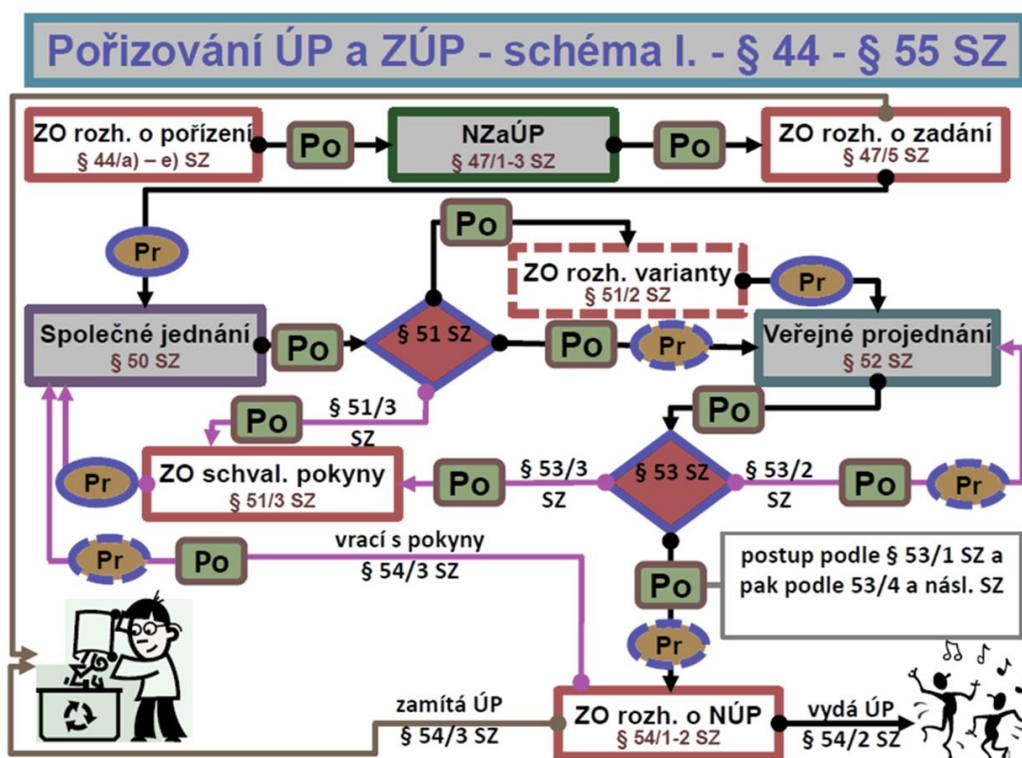 Pořizování ÚP a ZÚP - schéma I. - § 44 - § 55 SZ
ZO rozh. o pořízení
§ 44/a) – e) SZ
Po
NZaÚP
§ 47/1-3 SZ
Po
ZO rozh. o zadání
§ 47/5 SZ
Pr
Po
ZO rozh. varianty
§ 51/2 SZ
Pr
Společné jednání
§ 50 SZ
Po
§ 51 SZ
Po
Pr
Veřejné projednání
§ 52 SZ
Po
§ 51/3
SZ
Po
Pr
ZO schval. pokyny
§ 51/3 SZ
Po
§ 53/3
SZ
§ 53 SZ
§ 53/2
SZ
Po
Pr
Pr
Po
vrací s pokyny
§ 54/3 SZ
Po
postup podle § 53/1 SZ a
pak podle 53/4 a násl. SZ
Pr
zamítá ÚP
§ 54/3 SZ
ZO rozh. o NÚP
§ 54/1-2 SZ
vydá ÚP
§ 54/2 SZ